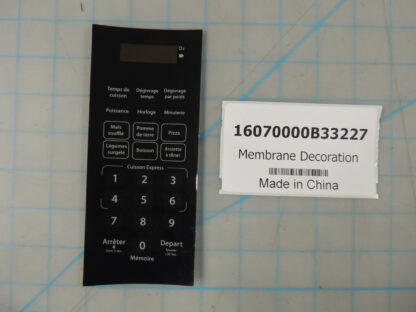 Temps de cuisson
Dégivrage temps
Dégivrage par poids
Puissance
Horloge
Minuterie
Maïs soufflé
Pomme de terre
Pizza
Légumes surgelé
Boisson
Assiette à dîner
Cuisson Express
1 2 3
4 5 6
7 8 9
Arrêter
0
Depart
Mémoire
16070000B33227
Membrane Decoration
Made in China